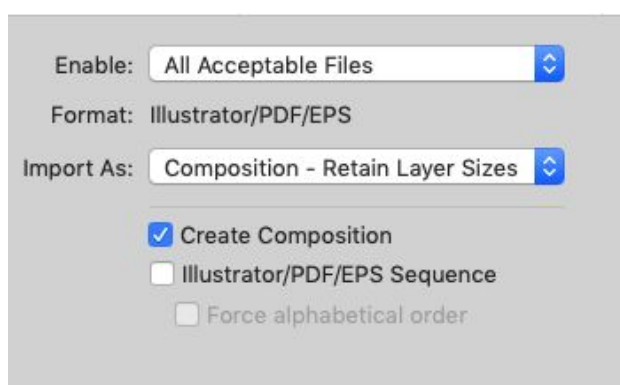 Enable: All Acceptable Files
Format: Illustrator/PDF/EPS
Import As: Composition - Retain Layer Sizes
Create Composition
Illustrator/PDF/EPS Sequence
Force alphabetical order